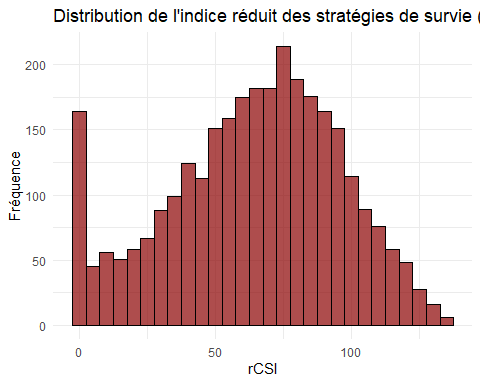 Distribution de l'indice réduit des stratégies de survie (
Fréquence
200
150
100
50
0
0
50
100
rCSI